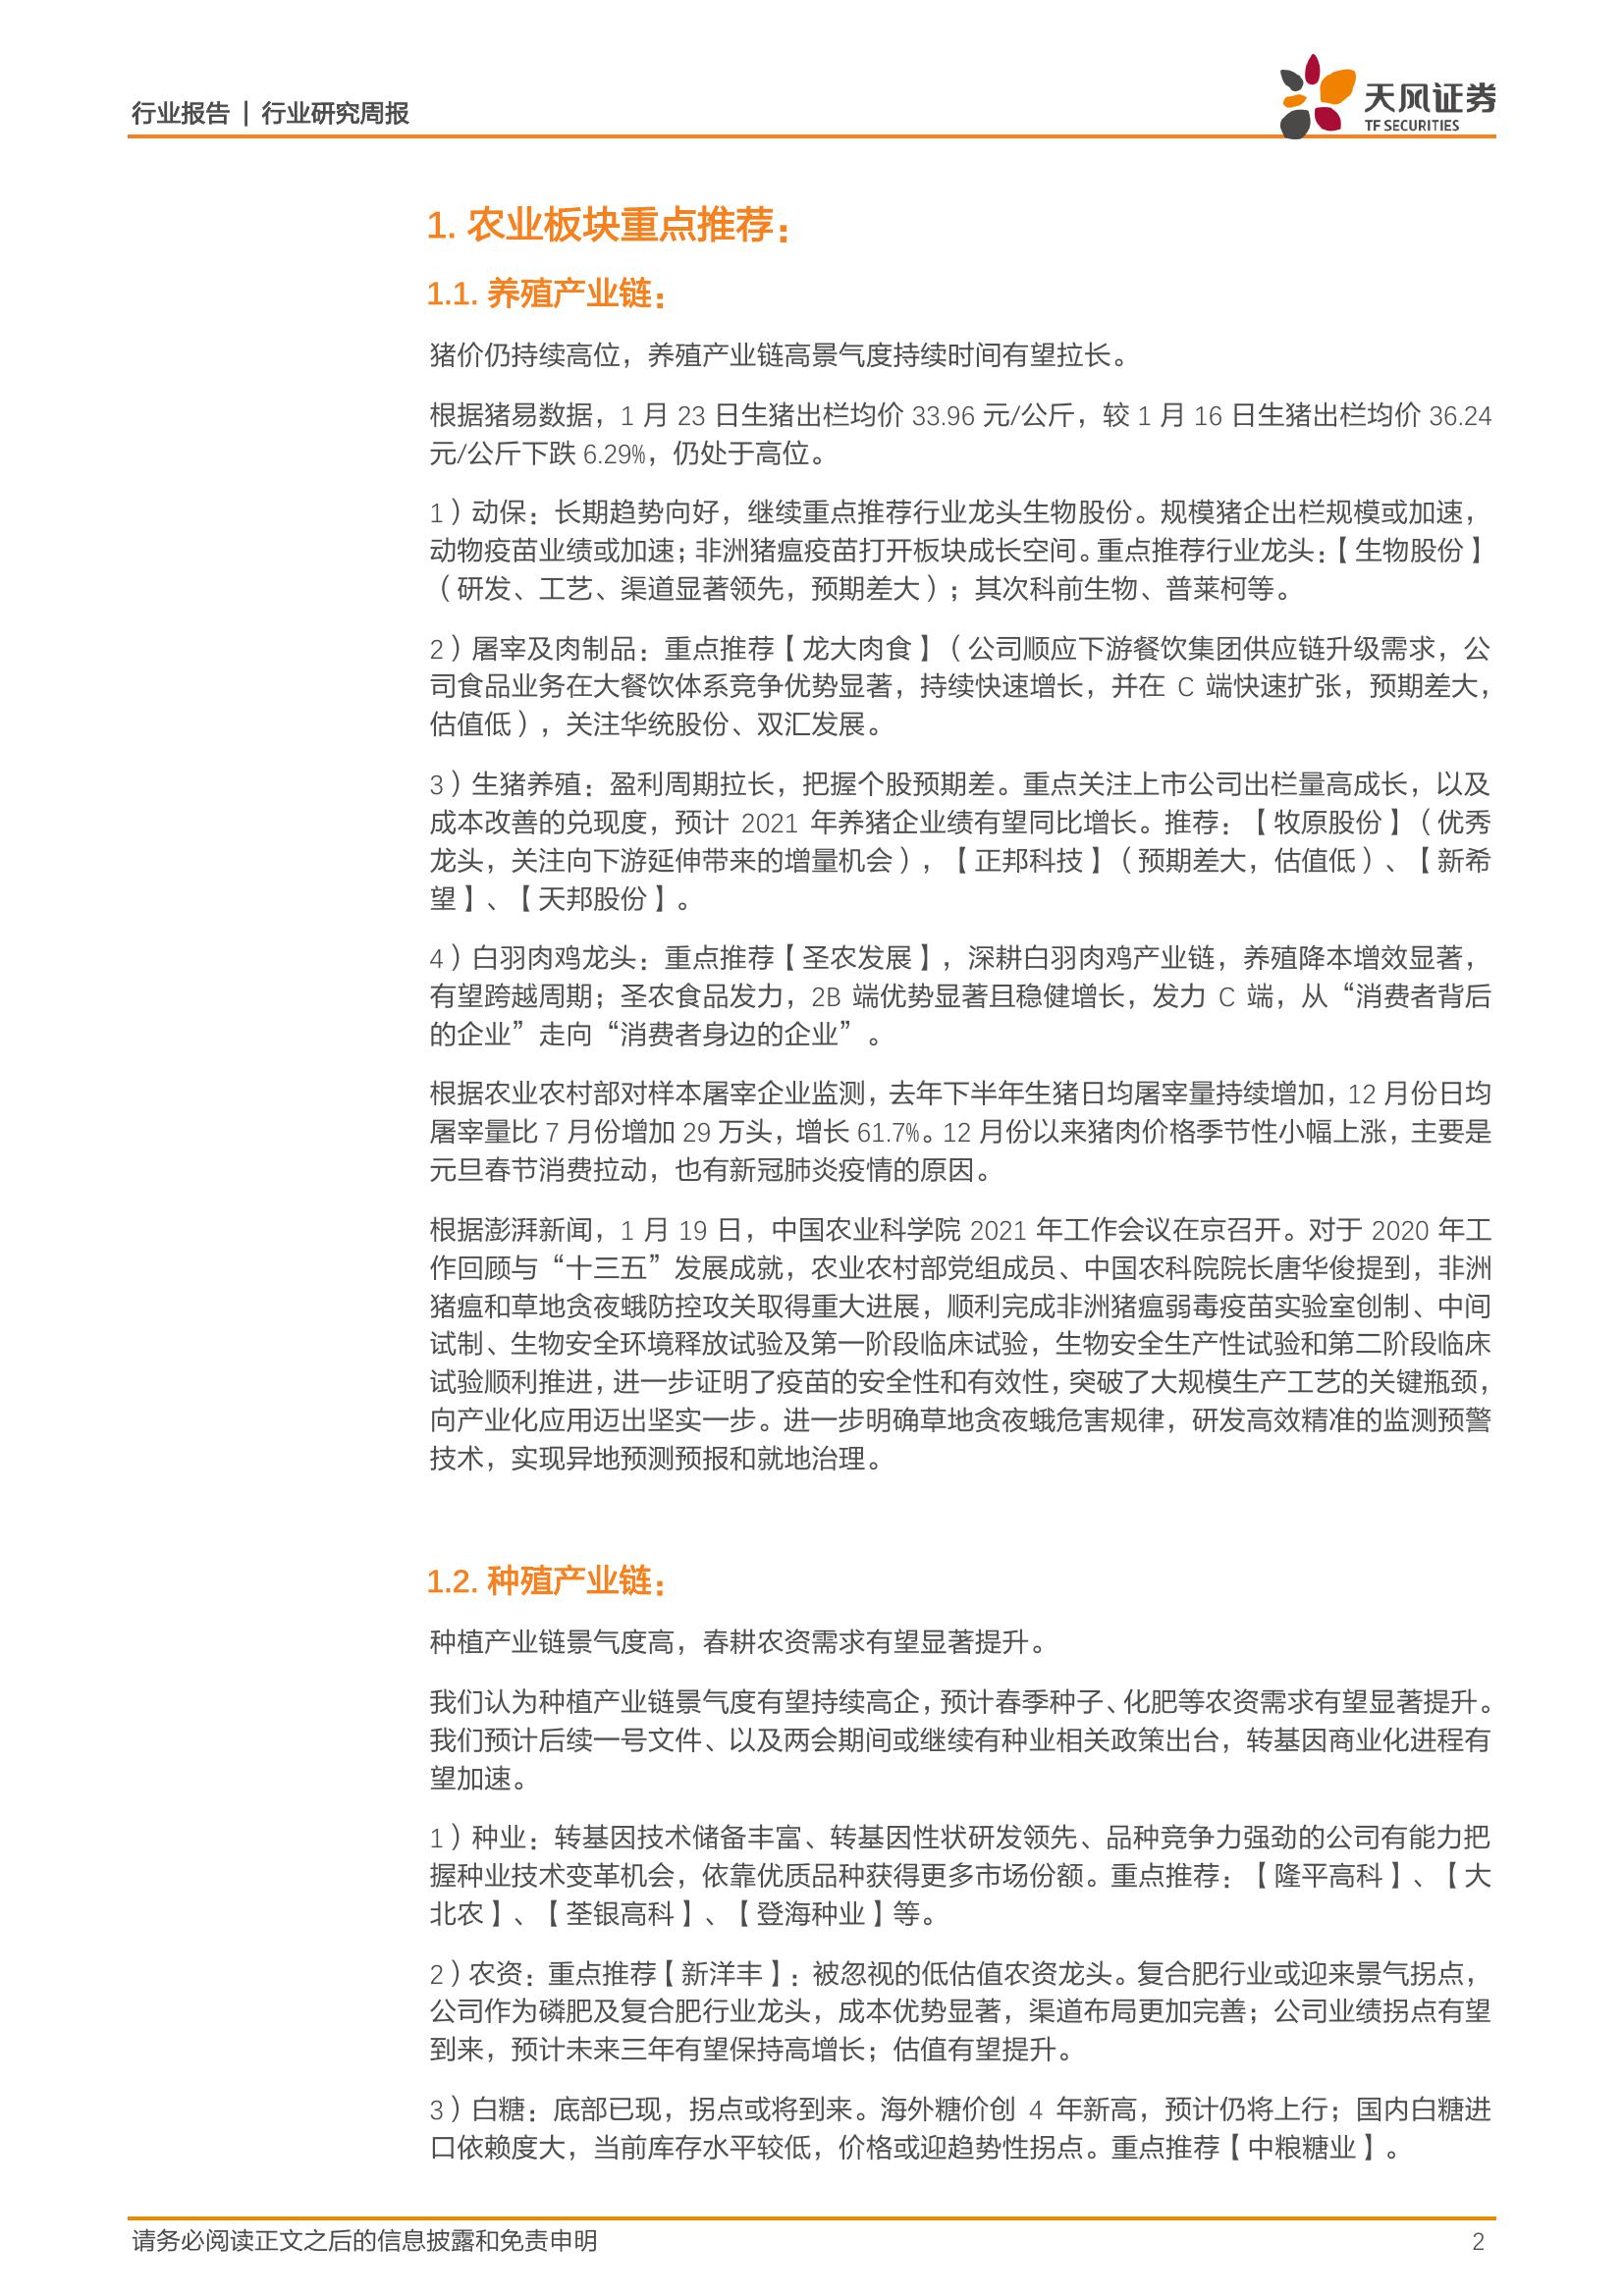 行业报告 | 行业研究周报
天风证券
TF SECURITIES
1. 农业板块重点推荐：
1.1. 养殖产业链：
猪价仍持续高位，养殖产业链高景气度持续时间有望拉长。
根据猪易数据，1 月 23 日生猪出栏均价 33.96 元/公斤，较 1 月 16 日生猪出栏均价 36.24
元/公斤下跌 6.29%，仍处于高位。
1）动保：长期趋势向好，继续重点推荐行业龙头生物股份。规模猪企出栏规模或加速，
动物疫苗业绩或加速；非洲猪瘟疫苗打开板块成长空间。重点推荐行业龙头：【生物股份】
（研发、工艺、渠道显著领先，预期差大）；其次科前生物、普莱柯等。
2）屠宰及肉制品：重点推荐【龙大肉食】（公司顺应下游餐饮集团供应链升级需求，公
司食品业务在大餐饮体系竞争优势显著，持续快速增长，并在 C 端快速扩张，预期差大，
估值低），关注华统股份、双汇发展。
3）生猪养殖：盈利周期拉长，把握个股预期差。重点关注上市公司出栏量高成长，以及
成本改善的兑现度，预计 2021 年养猪企业绩有望同比增长。推荐：【牧原股份】（优秀
龙头，关注向下游延伸带来的增量机会），【正邦科技】（预期差大，估值低）、【新希
望】、【天邦股份】。
4）白羽肉鸡龙头：重点推荐【圣农发展】，深耕白羽肉鸡产业链，养殖降本增效显著，
有望跨越周期；圣农食品发力，2B 端优势显著且稳健增长，发力 C 端，从“消费者背后
的企业”走向“消费者身边的企业”。
根据农业农村部对样本屠宰企业监测，去年下半年生猪日均屠宰量持续增加，12 月份日均
屠宰量比 7 月份增加 29 万头，增长 61.7%。12 月份以来猪肉价格季节性小幅上涨，主要是
元旦春节消费拉动，也有新冠肺炎疫情的原因。
根据澎湃新闻，1 月 19 日，中国农业科学院 2021 年工作会议在京召开。对于 2020 年工
作回顾与“十三五”发展成就，农业农村部党组成员、中国农科院院长唐华俊提到，非洲
猪瘟和草地贪夜蛾防控攻关取得重大进展，顺利完成非洲猪瘟弱毒疫苗实验室创制、中间
试制、生物安全环境释放试验及第一阶段临床试验，生物安全生产性试验和第二阶段临床
试验顺利推进，进一步证明了疫苗的安全性和有效性，突破了大规模生产工艺的关键瓶颈，
向产业化应用迈出坚实一步。进一步明确草地贪夜蛾危害规律，研发高效精准的监测预警
技术，实现异地预测预报和就地治理。
1.2. 种殖产业链：
种植产业链景气度高，春耕农资需求有望显著提升。
我们认为种植产业链景气度有望持续高企，预计春季种子、化肥等农资需求有望显著提升。
我们预计后续一号文件、以及两会期间或继续有种业相关政策出台，转基因商业化进程有
望加速。
1）种业：转基因技术储备丰富、转基因性状研发领先、品种竞争力强劲的公司有能力把
握种业技术变革机会，依靠优质品种获得更多市场份额。重点推荐：【隆平高科】、【大
北农】、【荃银高科】、【登海种业】等。
2）农资：重点推荐【新洋丰】：被忽视的低估值农资龙头。复合肥行业或迎来景气拐点，
公司作为磷肥及复合肥行业龙头，成本优势显著，渠道布局更加完善；公司业绩拐点有望
到来，预计未来三年有望保持高增长；估值有望提升。
3）白糖：底部已现，拐点或将到来。海外糖价创 4 年新高，预计仍将上行；国内白糖进
口依赖度大，当前库存水平较低，价格或迎趋势性拐点。重点推荐【中粮糖业】。
请务必阅读正文之后的信息披露和免责申明
2